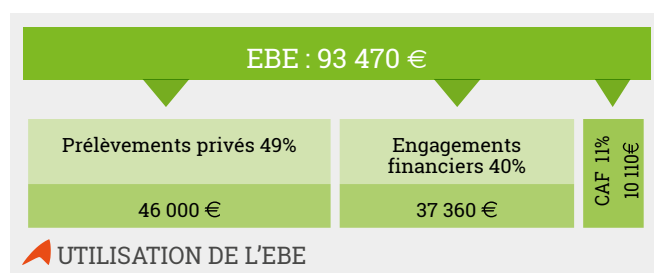 EBE : 93 470 €
Prélèvements privés 49%
46 000 €
Engagements
financiers 40%
37 360 €
CAF 11%
10 110€
UTILISATION DE L'EBE